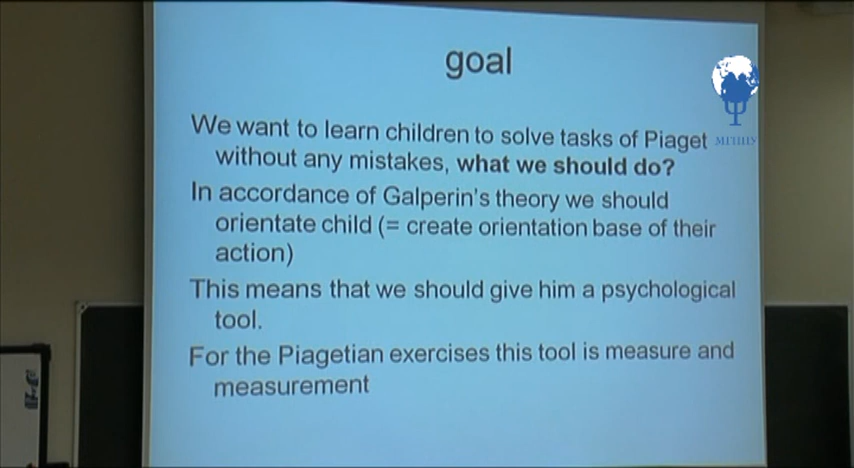 goal
We want to learn children to solve tasks of Piaget
without any mistakes, what we should do?
In accordance of Galperin's theory we should
orientate child (= create orientation base of their
action)
This means that we should give him a psychological
tool.
For the Piagetian exercises this tool is measure and
measurement
МГППУ